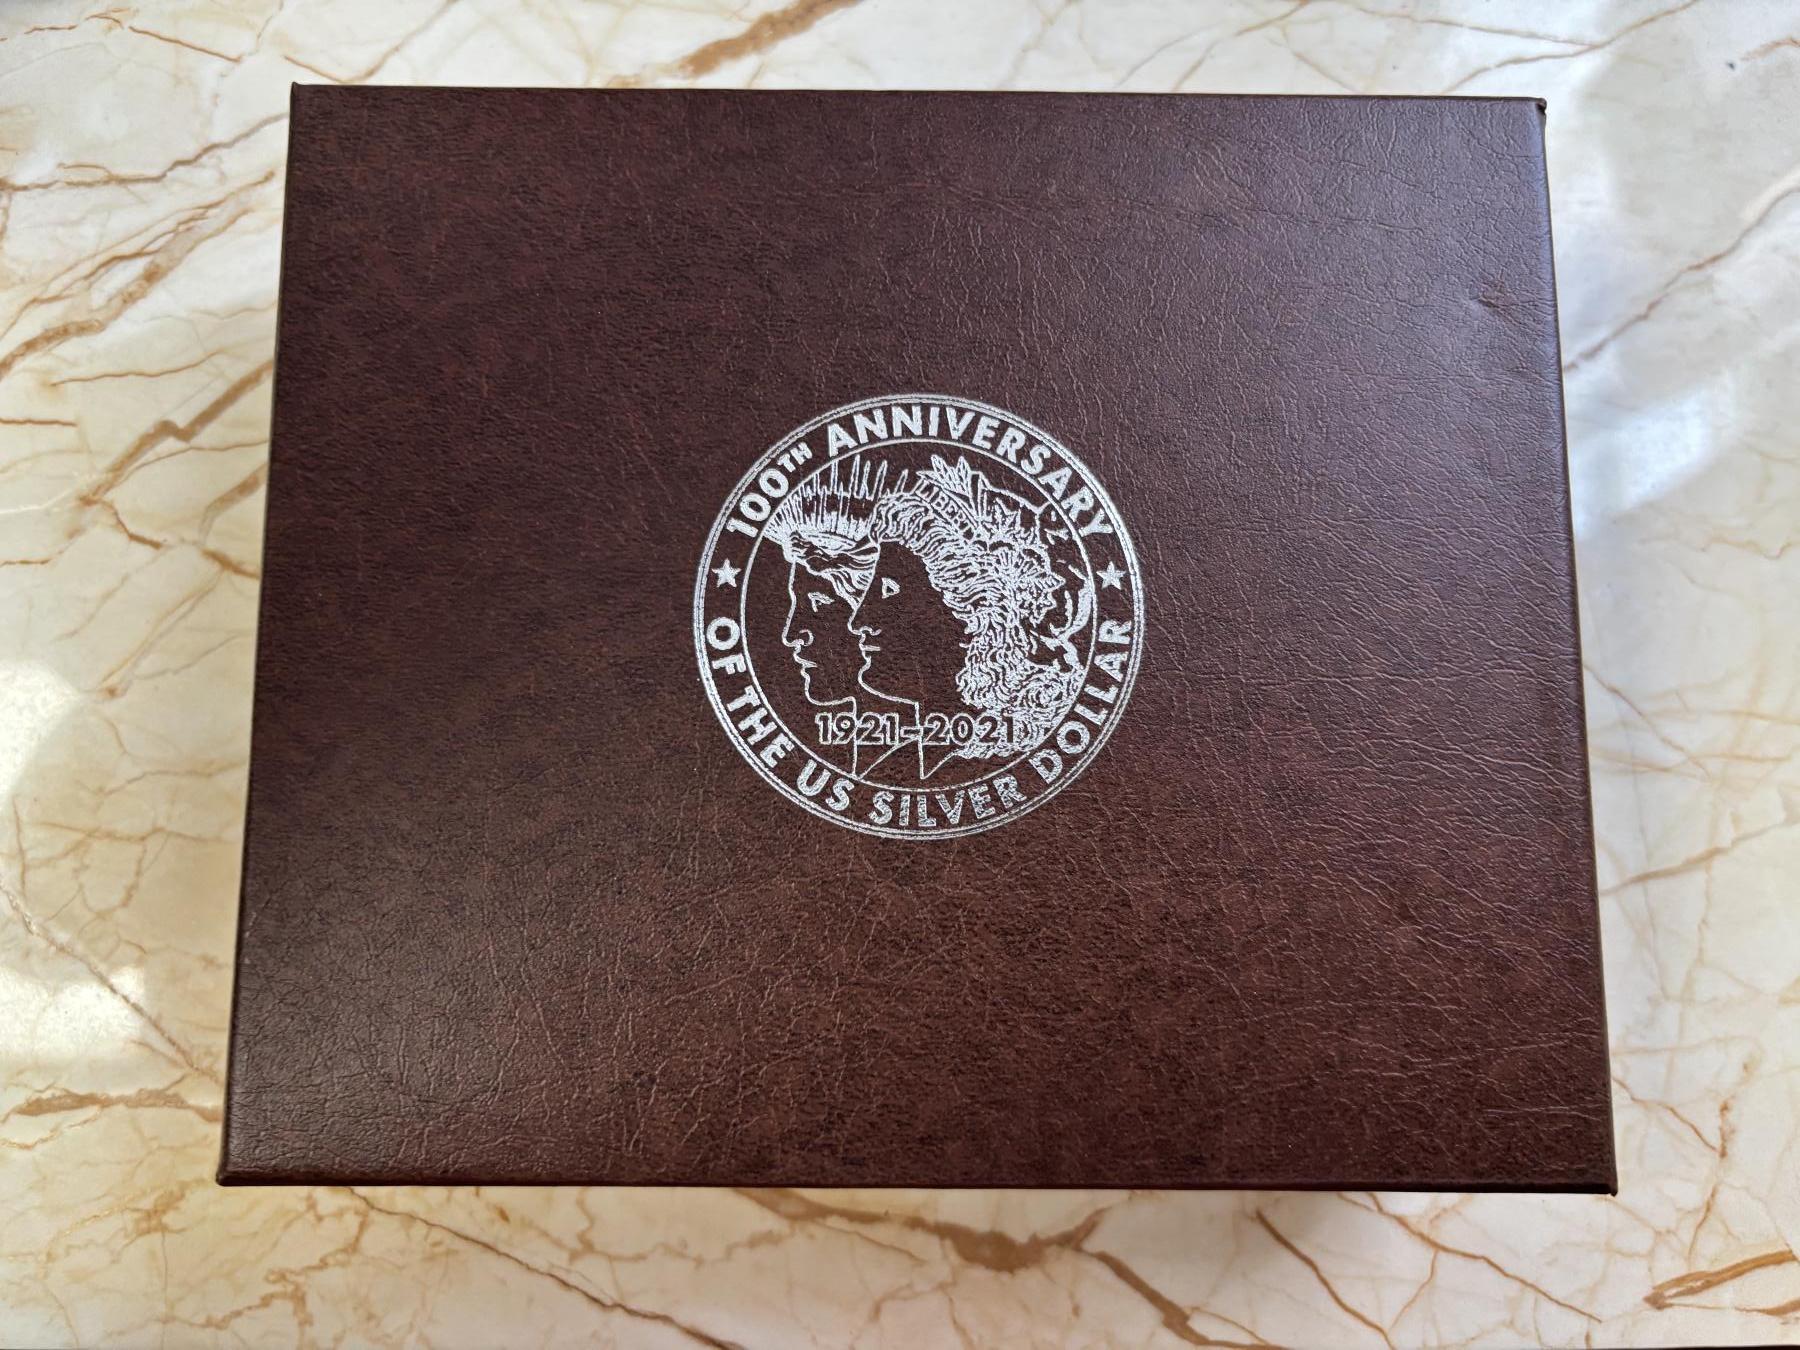 100TH ANNIVERSARY
LIBERTY
1921-2021
OF THE US SILVER DOLLAR